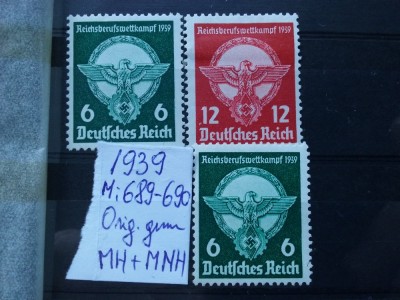 Reichsberufswettkampf 1939
6 6
Deutsches Reich
Reichsberufswettkampf 1939
12 12
Deutsches Reich
1939
Mi 689-690
Orig. gum
MH + MNH
Reichsberufswettkampf 1939
6 6
Deutsches Reich